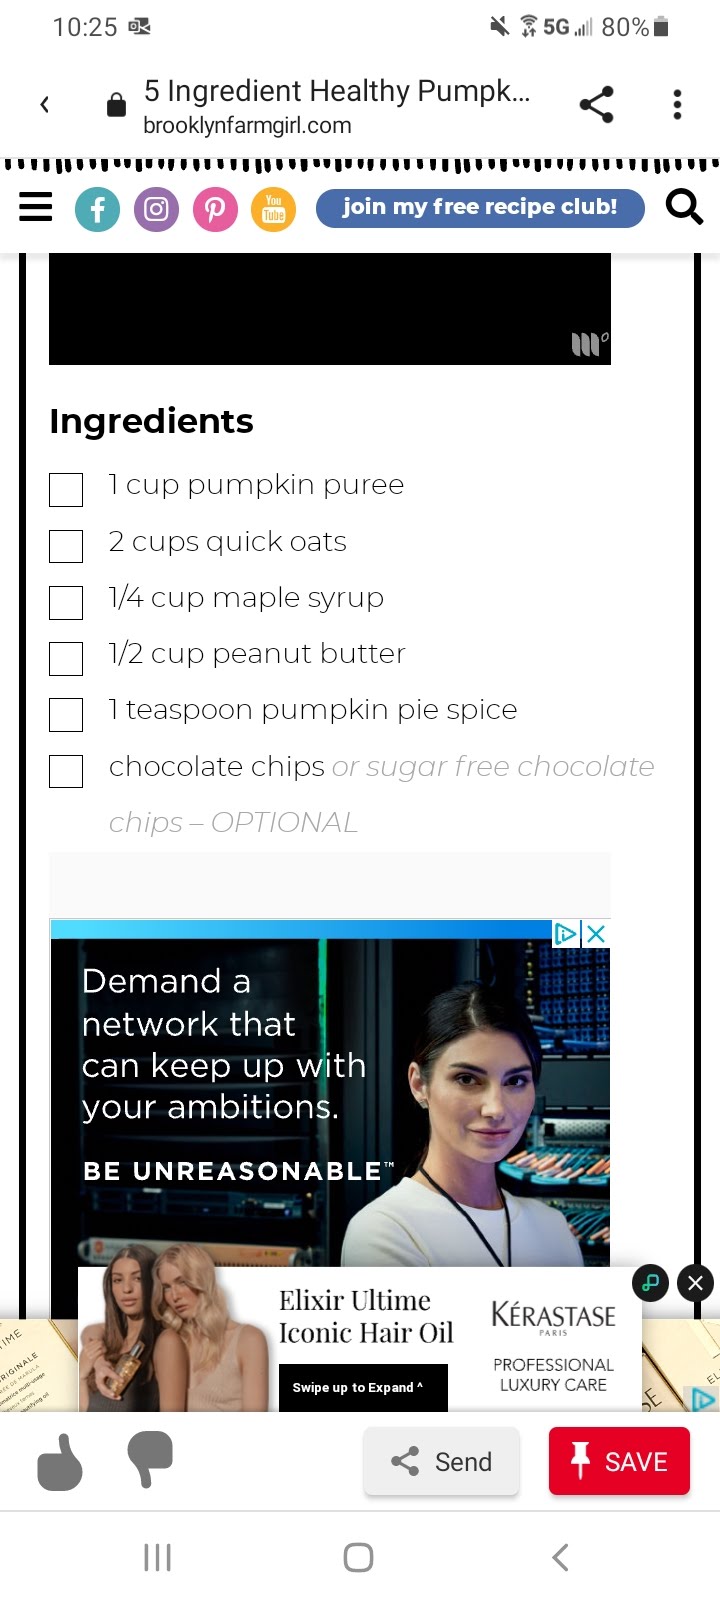 10:25
5G 80%
5 Ingredient Healthy Pumpk...
brooklynfarmgirl.com
You
Tube
join my free recipe club!
Ingredients
1 cup pumpkin puree
2 cups quick oats
1/4 cup maple syrup
1/2 cup peanut butter
1 teaspoon pumpkin pie spice
chocolate chips or sugar free chocolate
chips – OPTIONAL
Demand a
network that
can keep up with
your ambitions.
BE UNREASONABLE™
Elixir Ultime
Iconic Hair Oil
Swipe up to Expand ^
KÉRASTASE
PARIS
PROFESSIONAL
LUXURY CARE
Send
SAVE